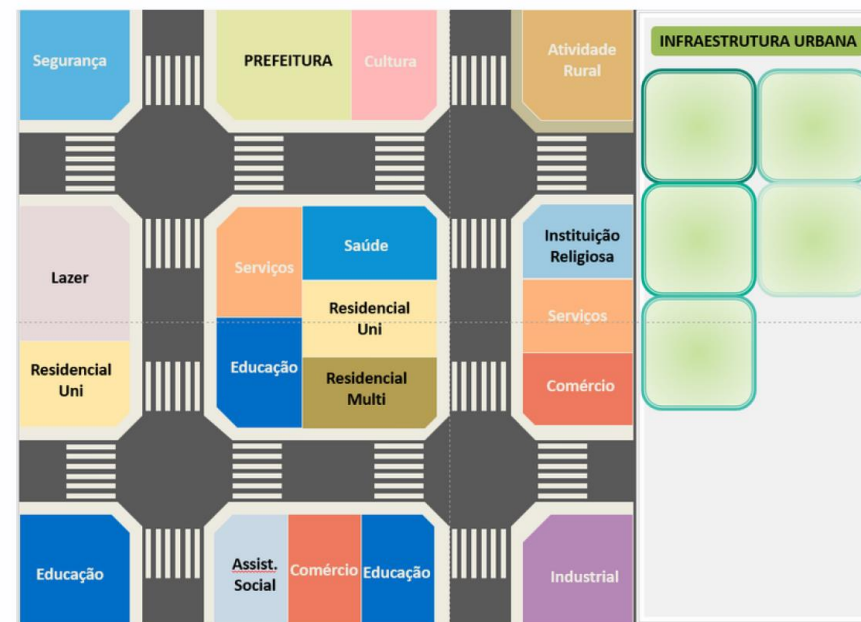 Segurança
PREFEITURA
Cultura
Atividade
Rural
INFRAESTRUTURA URBANA
Lazer
Residencial
Uni
Serviços
Saúde
Residencial
Uni
Educação
Residencial
Multi
Instituição
Religiosa
Serviços
Comércio
Educação
Assist.
Social
Comércio
Educação
Industrial